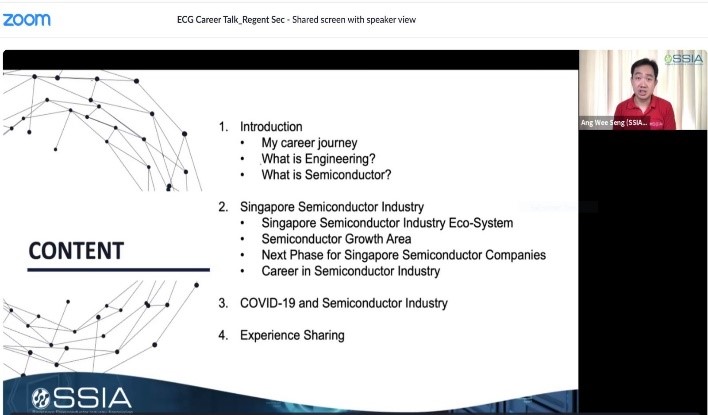 zoom
ECG Career Talk_Regent Sec - Shared screen with speaker view
SSIA
Ang Wee Seng (SSIA...
1. Introduction
• My career journey
• What is Engineering?
• What is Semiconductor?
2. Singapore Semiconductor Industry
• Singapore Semiconductor Industry Eco-System
• Semiconductor Growth Area
• Next Phase for Singapore Semiconductor Companies
• Career in Semiconductor Industry
CONTENT
3. COVID-19 and Semiconductor Industry
4. Experience Sharing
SSIA